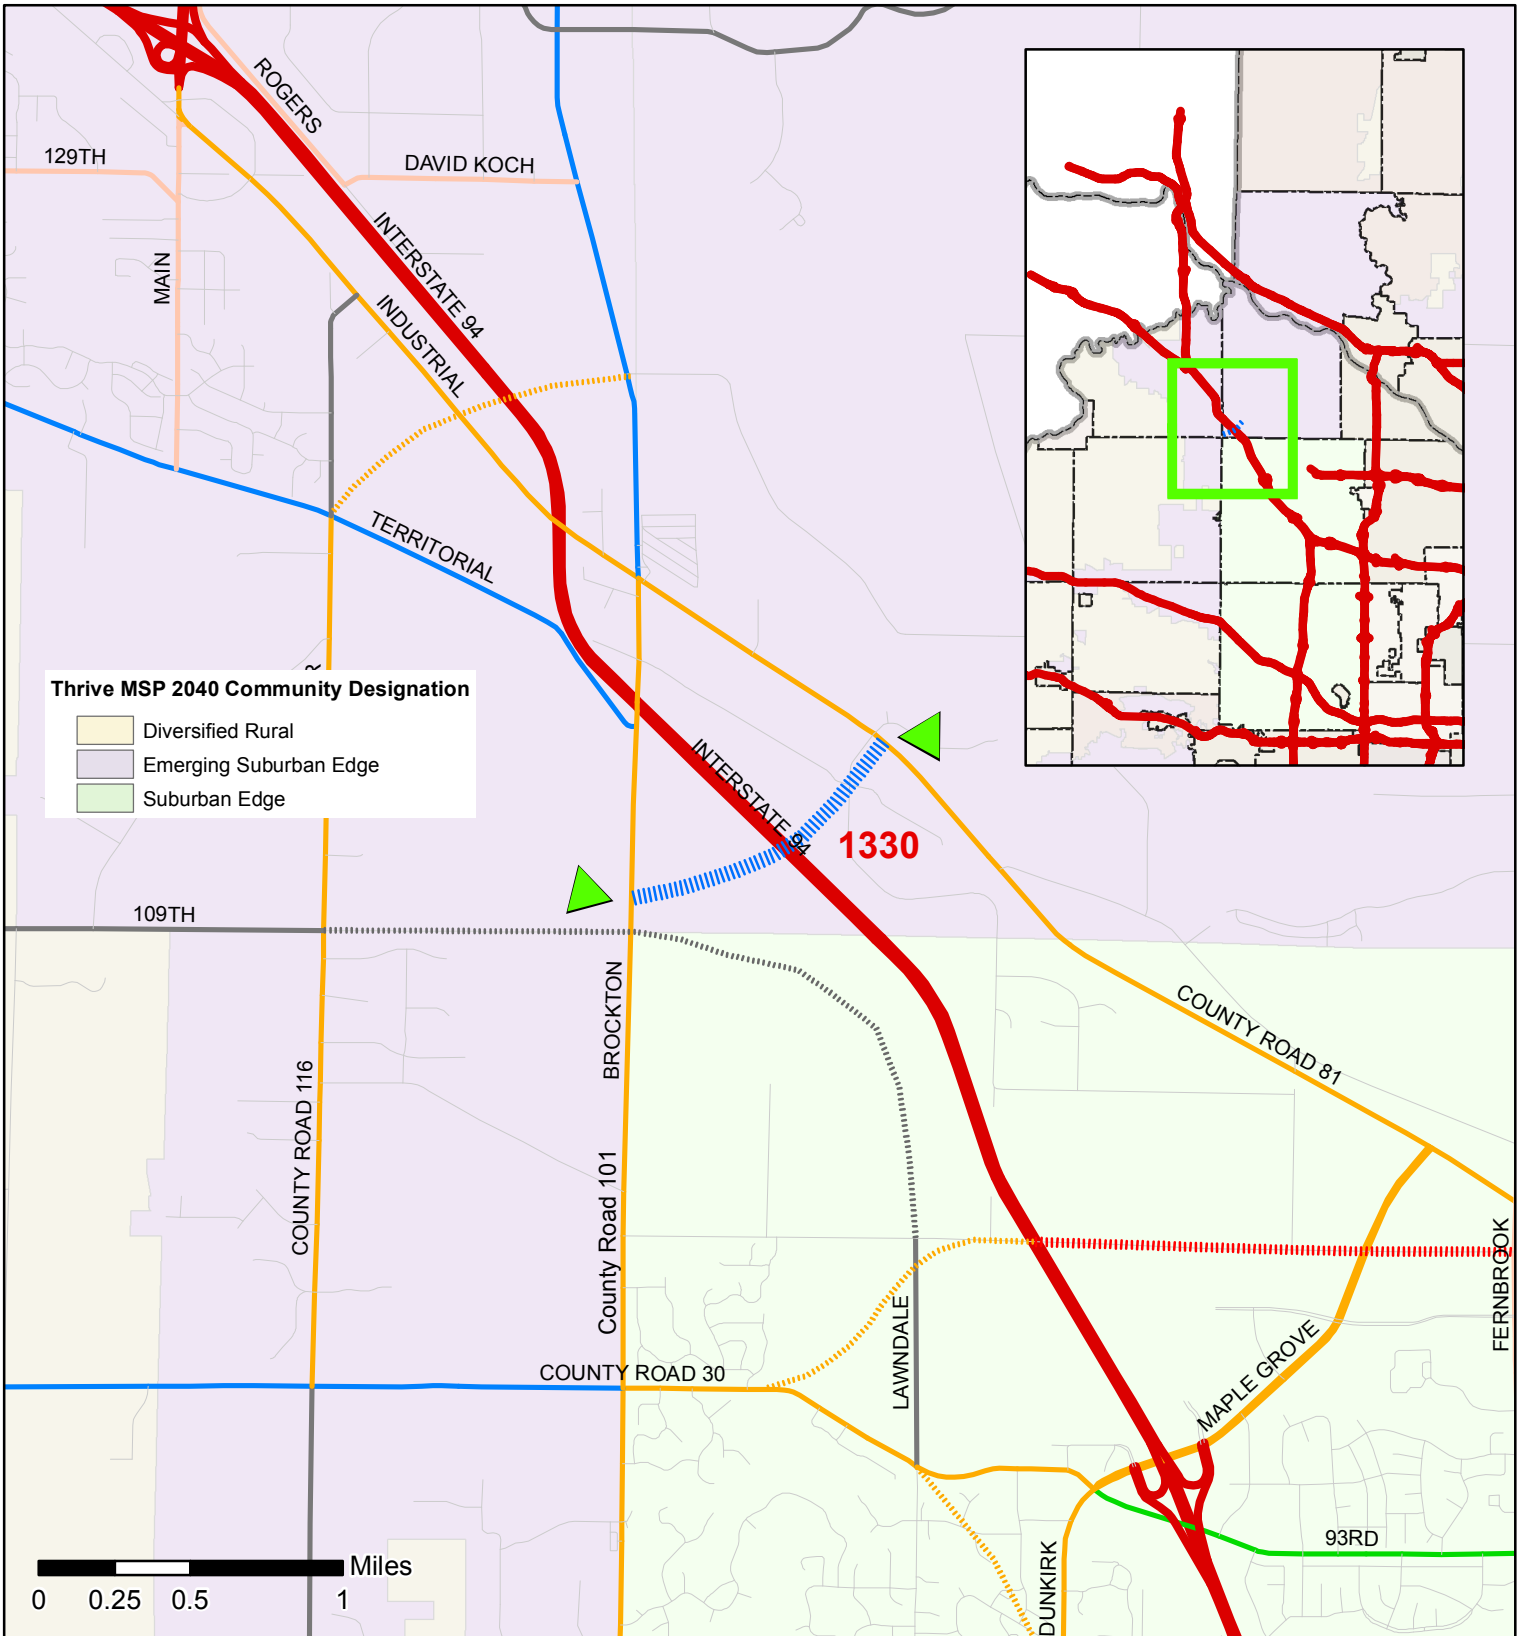 ROGERS
129TH
DAVID KOCH
INTERSTATE 94
MAIN
INDUSTRIAL
TERRITORIAL
R
Thrive MSP 2040 Community Designation
Diversified Rural
Emerging Suburban Edge
Suburban Edge
INTERSTATE 94
1330
109TH
BROCKTON
COUNTY ROAD 81
COUNTY ROAD 116
County Road 101
FERNBROOK
LAWNDALE
MAPLE GROVE
COUNTY ROAD 30
93RD
DUNKIRK
Miles
0 0.25 0.5 1